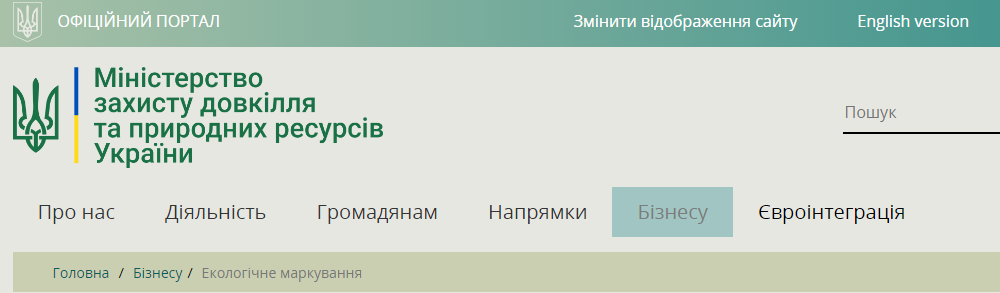 ОФІЦІЙНИЙ ПОРТАЛ Змінити відображення сайту English version
Міністерство
захисту довкілля
та природних ресурсів
України
Пошук
Про нас Діяльність Громадянам Напрямки Бізнесу Євроінтеграція
Головна / Бізнесу / Екологічне маркування